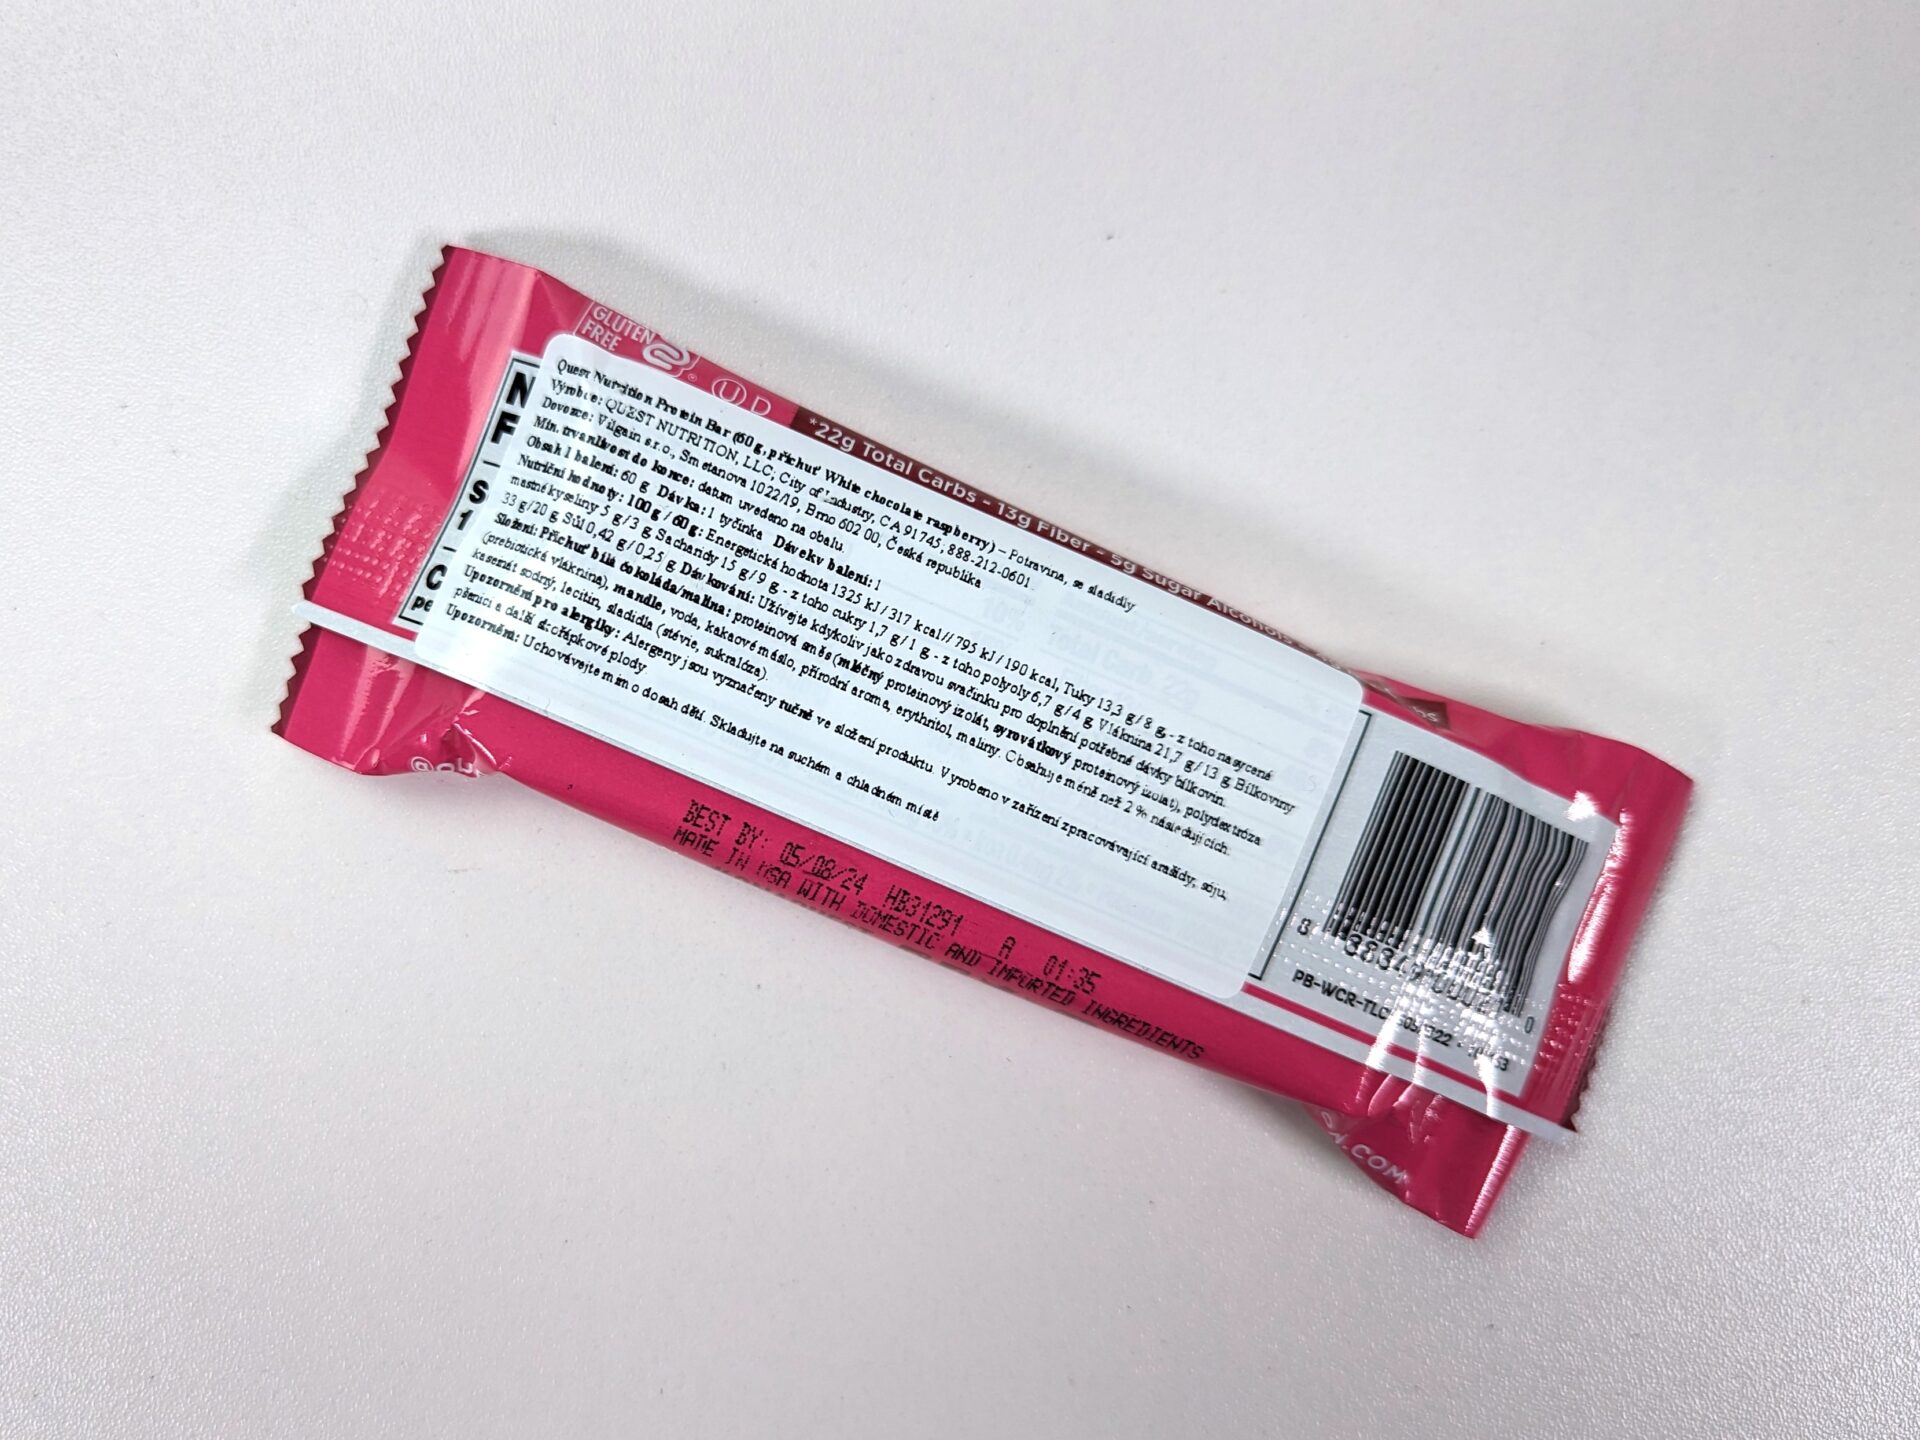 GLUTEN
FREE
U D
*22g Total Carbs - 13g Fiber - 5g Sugar Alcohols
N
F
S
1
C
pe
Quest Nutrition Protein Bar (60 g, příchuť White chocolate raspberry) – Potravina, se sladidly
Výrobce: QUEST NUTRITION, LLC; City of Industry, CA 91745, 888-212-0601
Dovozce: Vilgain s.r.o., Smetanova 1022/19, Brno 602 00, Česká republika
Min. trvanlivost do konce: datum uvedeno na obalu.
Obsah 1 balení: 60 g Dávka: 1 tyčinka Dávek v balení: 1
Nutriční hodnoty: 100 g / 60 g: Energetická hodnota 1325 kJ / 317 kcal // 795 kJ / 190 kcal, Tuky 13,3 g / 8 g, - z toho nasycené
mastné kyseliny 5 g / 3 g Sacharidy 15 g / 9 g - z toho cukry 1,7 g / 1 g - z toho polyoly 6,7 g / 4 g Vláknina 21,7 g / 13 g Bílkoviny
33 g / 20 g Sůl 0,42 g / 0,25 g Dávkování: Užívejte kdykoliv jako zdravou svačinku pro doplnění potřebné dávky bílkovin.
Složení: Příchuť bílá čokoláda/malina: proteinová směs (mléčný proteinový izolát, syrovátkový proteinový izolát), polydextróza
(prebiotická vláknina), mandle, voda, kakaové máslo, přírodní aroma, erythritol, maliny. Obsahuje méně než 2 % následujících:
kaseinát sodný, lecitin, sladidla (stévie, sukralóza).
Upozornění pro alergiky: Alergeny jsou vyznačeny tučně ve složení produktu. Vyrobeno v zařízení zpracovávající arašídy, sóju,
pšenici a další skořápkové plody.
Upozornění: Uchovávejte mimo dosah dětí. Skladujte na suchém a chladném místě
BEST BY: 05/08/24 HB31291 A 01:35
MADE IN USA WITH DOMESTIC AND IMPORTED INGREDIENTS
8
0
PB-WCR-TLC
.COM